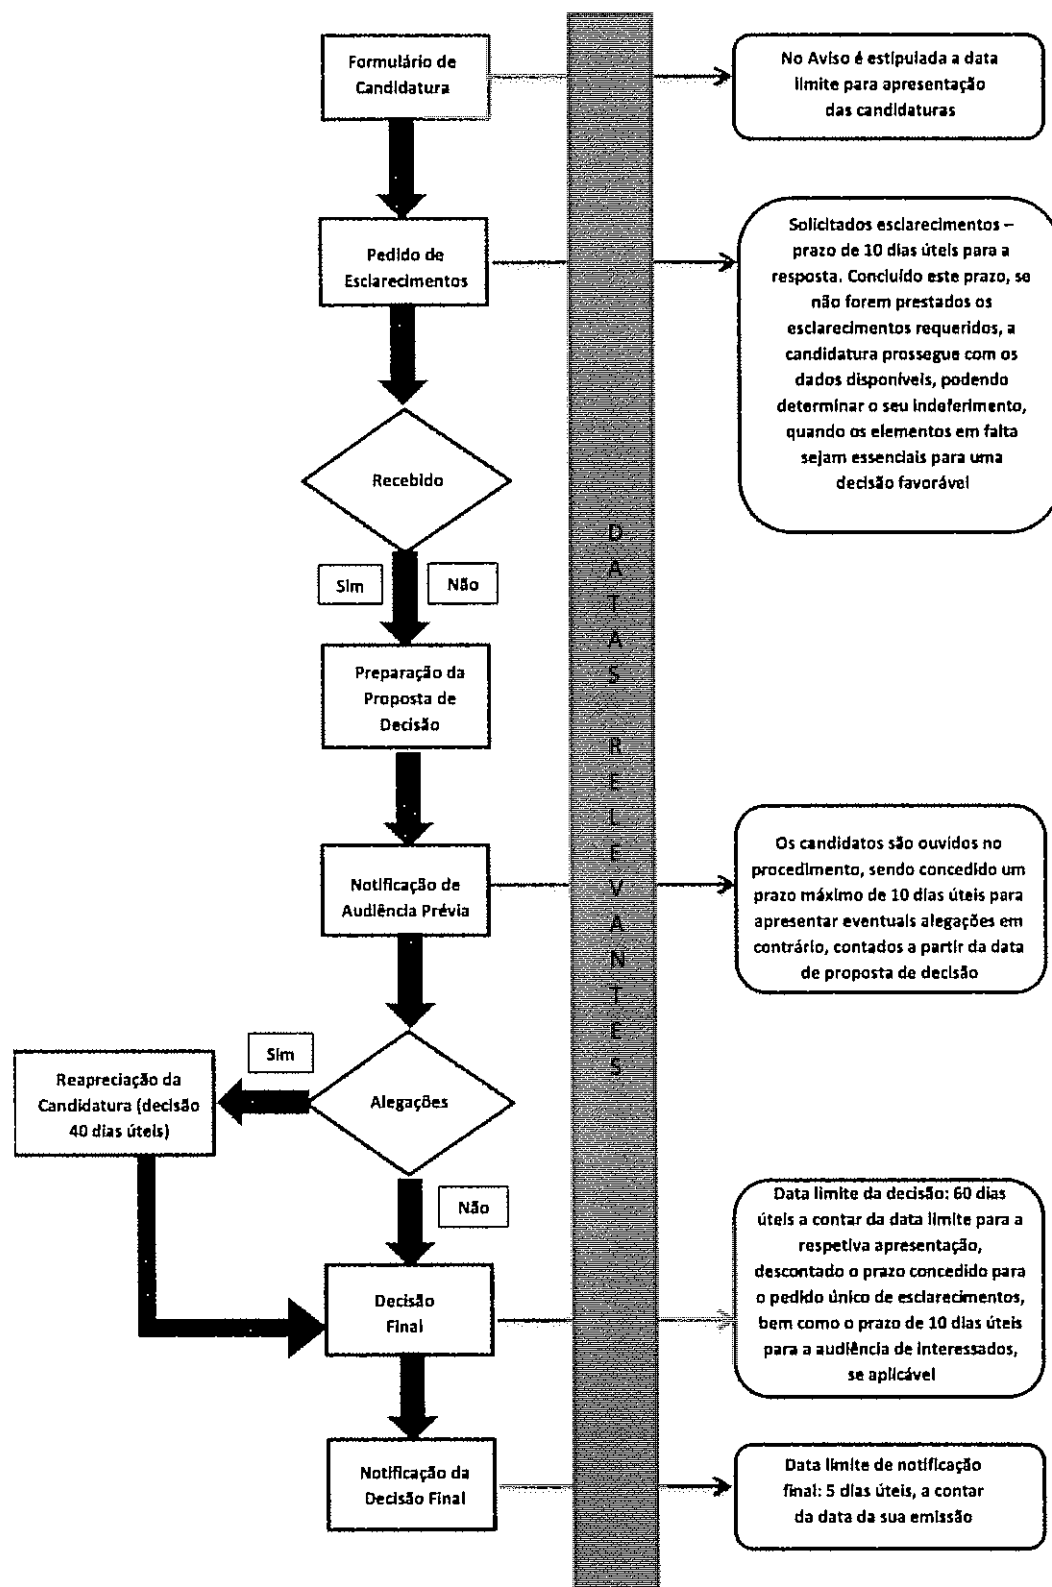 Formulário de
Candidatura
No Aviso é estipulada a data
limite para apresentação
das candidaturas
Pedido de
Esclarecimentos
Solicitados esclarecimentos –
prazo de 10 dias úteis para a
resposta. Concluído este prazo, se
não forem prestados os
esclarecimentos requeridos, a
candidatura prossegue com os
dados disponíveis, podendo
determinar o seu indeferimento,
quando os elementos em falta
sejam essenciais para uma
decisão favorável
Recebido
Sim
Não
Preparação da
Proposta de
Decisão
DATAS RELEVANTES
Notificação de
Audiência Prévia
Os candidatos são ouvidos no
procedimento, sendo concedido um
prazo máximo de 10 dias úteis para
apresentar eventuais alegações em
contrário, contados a partir da data
de proposta de decisão
Sim
Reapreciação da
Candidatura (decisão
40 dias úteis)
Alegações
Não
Decisão
Final
Data limite da decisão: 60 dias
úteis a contar da data limite para a
respetiva apresentação,
descontado o prazo concedido para
o pedido único de esclarecimentos,
bem como o prazo de 10 dias úteis
para a audiência de interessados,
se aplicável
Notificação da
Decisão Final
Data limite de notificação
final: 5 dias úteis, a contar
da data da sua emissão